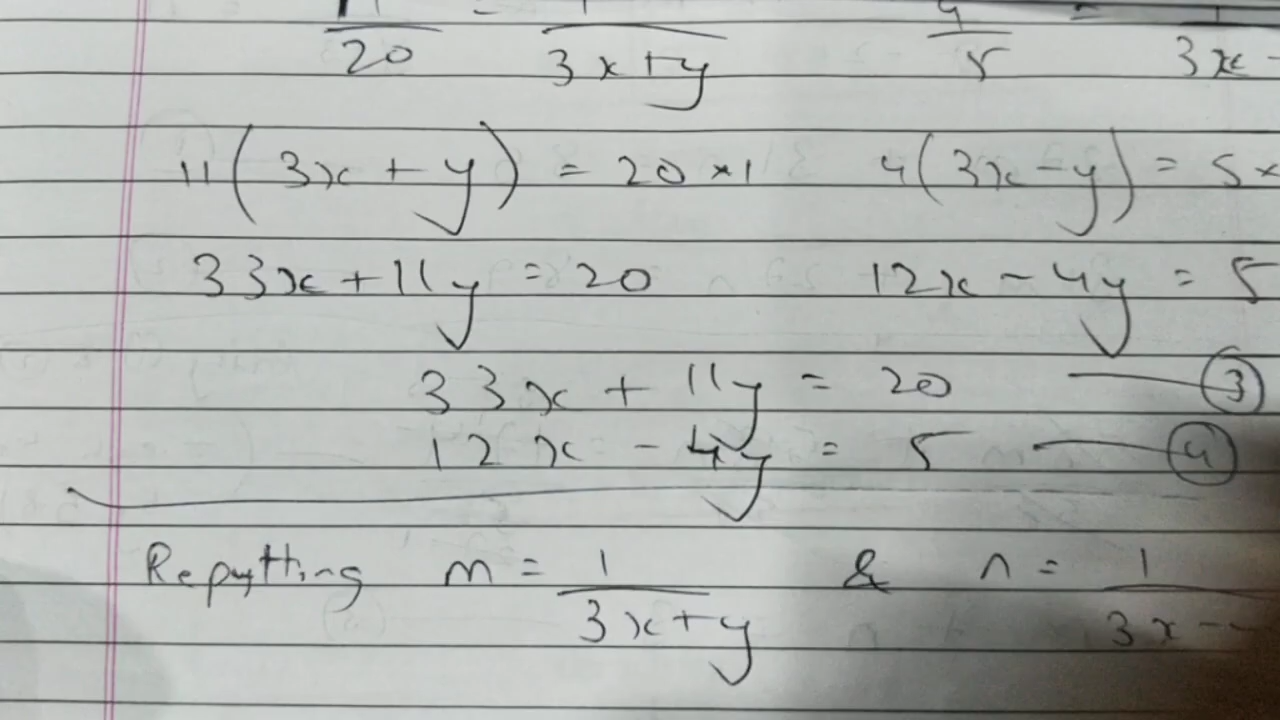 20 3x+y 5 3x-
11(3x+y) = 20×1 4(3x-y) = 5×
33x+11y = 20 12x-4y = 5
33x + 11y = 20 — ③
12x - 4y = 5 — ④
Reputting m = 1/(3x+y) & n = 1/(3x-